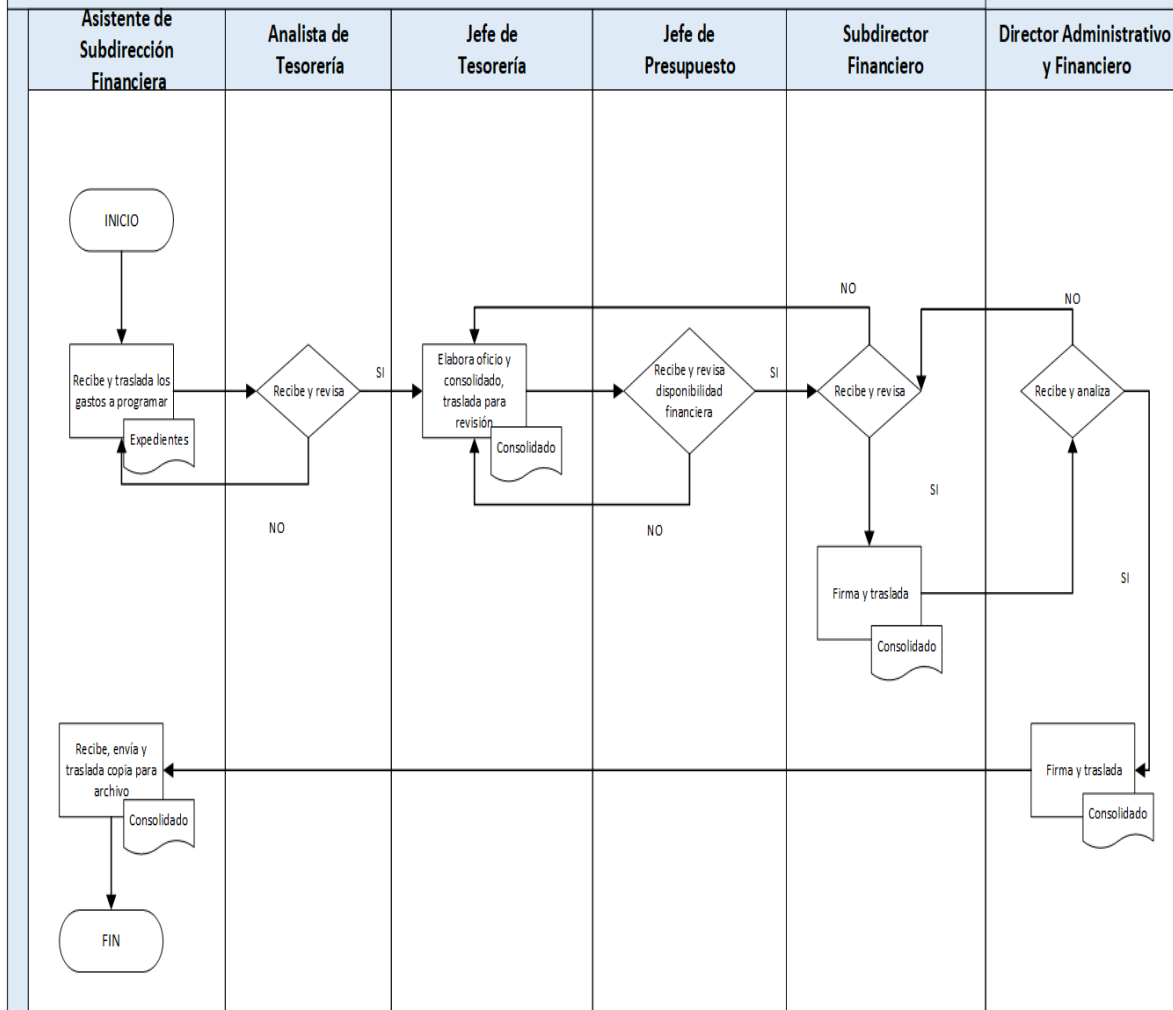 Asistente de
Subdirección
Financiera
Analista de
Tesorería
Jefe de
Tesorería
Jefe de
Presupuesto
Subdirector
Financiero
Director Administrativo
y Financiero
INICIO
NO
NO
Recibe y traslada los
gastos a programar
Expedientes
Recibe y revisa
SI
Elabora oficio y
consolidado,
traslada para
revisión
Consolidado
Recibe y revisa
disponibilidad
financiera
SI
Recibe y revisa
Recibe y analiza
NO
NO
SI
SI
Firma y traslada
Consolidado
Recibe, envía y
traslada copia para
archivo
Consolidado
Firma y traslada
Consolidado
FIN